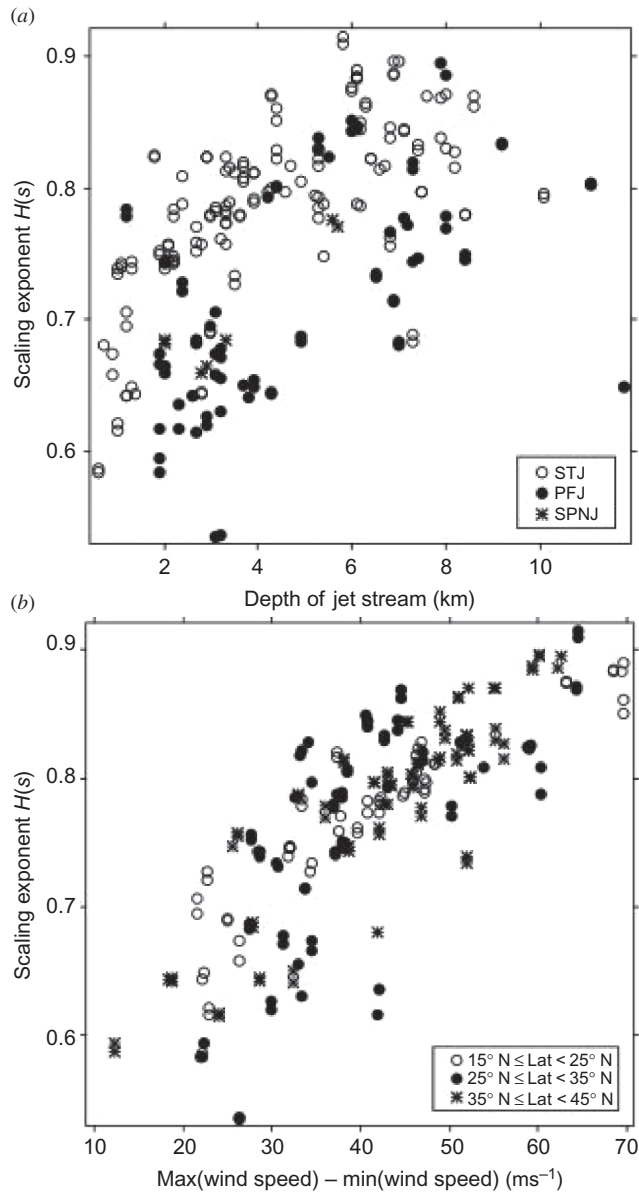 (a)
0.9
0.8
0.7
0.6
Scaling exponent H(s)
STJ
PFJ
SPNJ
2 4 6 8 10
Depth of jet stream (km)
(b)
0.9
0.8
0.7
0.6
Scaling exponent H(s)
15° N ≤ Lat < 25° N
25° N ≤ Lat < 35° N
35° N ≤ Lat < 45° N
10 20 30 40 50 60 70
Max(wind speed) – min(wind speed) (ms⁻¹)